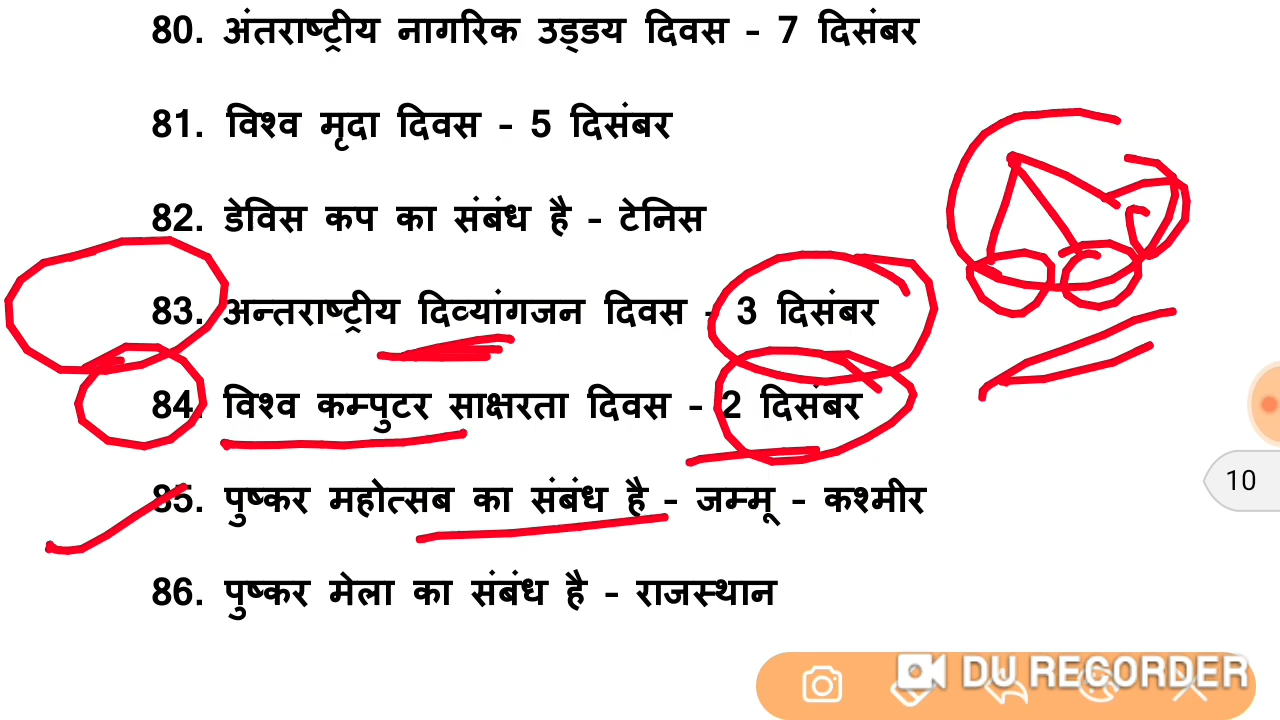 80. अंतराष्ट्रीय नागरिक उड्डय दिवस - 7 दिसंबर
81. विश्व मृदा दिवस - 5 दिसंबर
82. डेविस कप का संबंध है - टेनिस
83. अन्तराष्ट्रीय दिव्यांगजन दिवस - 3 दिसंबर
84. विश्व कम्पुटर साक्षरता दिवस - 2 दिसंबर
85. पुष्कर महोत्सब का संबंध है - जम्मू - कश्मीर
10
86. पुष्कर मेला का संबंध है - राजस्थान
DU RECORDER